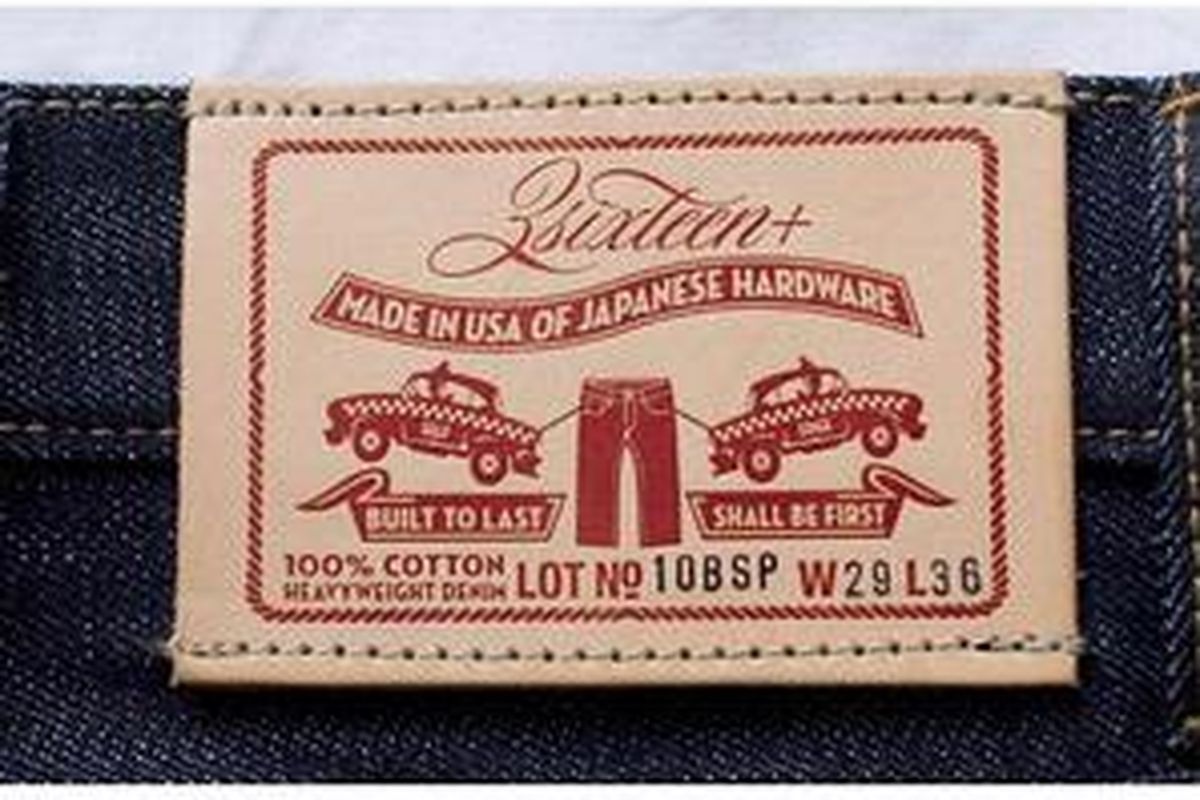 3sixteen+
MADE IN USA OF JAPANESE HARDWARE
BUILT TO LAST
SHALL BE FIRST
100% COTTON
HEAVYWEIGHT DENIM
LOT No 10BSP W29 L36